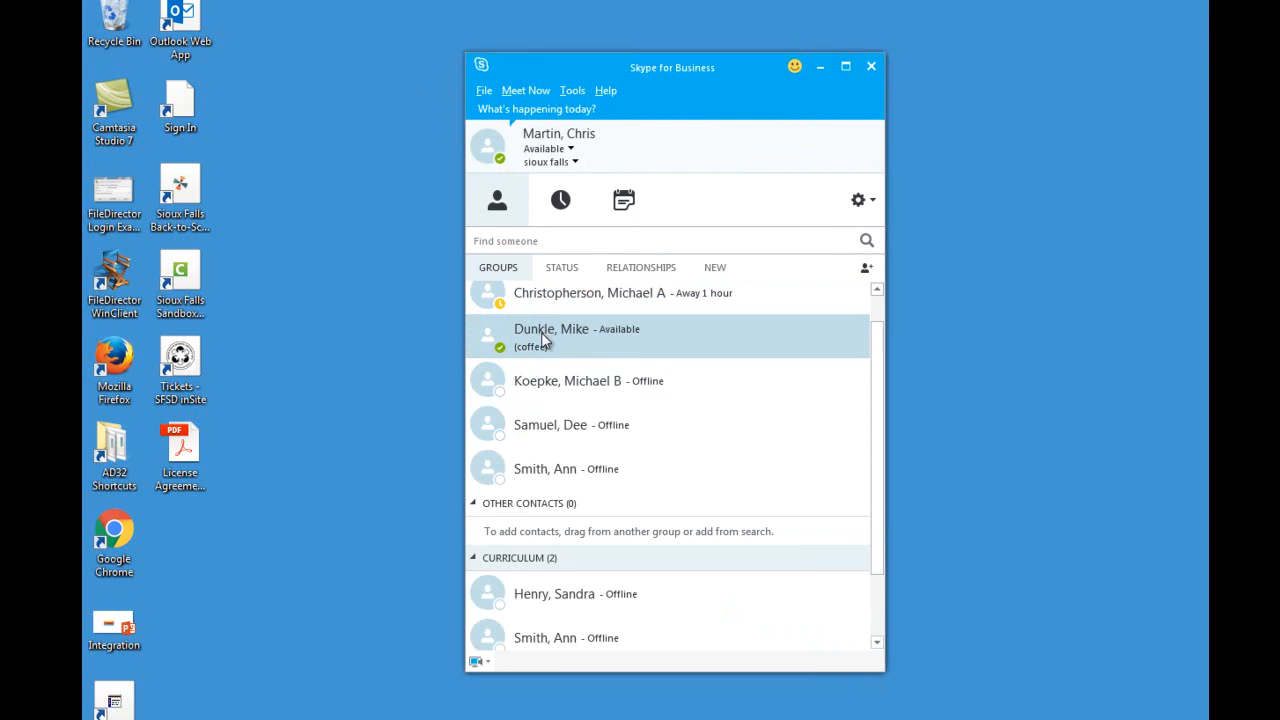 Recycle Bin
Outlook Web
App
Camtasia
Studio 7
Sign In
FileDirector
Login Exa...
Sioux Falls
Back-to-Sc...
FileDirector
WinClient
Sioux Falls
Sandbox...
Mozilla
Firefox
Tickets -
SFSD inSite
AD32
Shortcuts
PDF
License
Agreeme...
Google
Chrome
Integration
Skype for Business
File Meet Now Tools Help
What's happening today?
Martin, Chris
Available
sioux falls
Find someone
GROUPS STATUS RELATIONSHIPS NEW
Christopherson, Michael A - Away 1 hour
Dunkle, Mike - Available
(coffee)
Koepke, Michael B - Offline
Samuel, Dee - Offline
Smith, Ann - Offline
OTHER CONTACTS (0)
To add contacts, drag from another group or add from search.
CURRICULUM (2)
Henry, Sandra - Offline
Smith, Ann - Offline